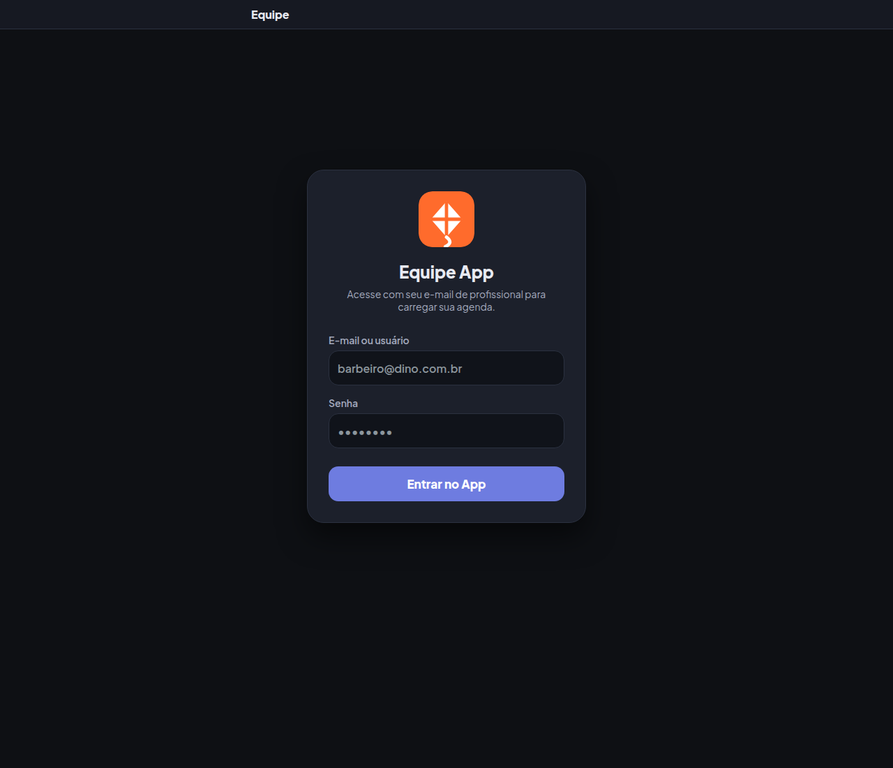 Equipe
Equipe App
Acesse com seu e-mail de profissional para
carregar sua agenda.
E-mail ou usuário
barbeiro@dino.com.br
Senha
••••••••
Entrar no App